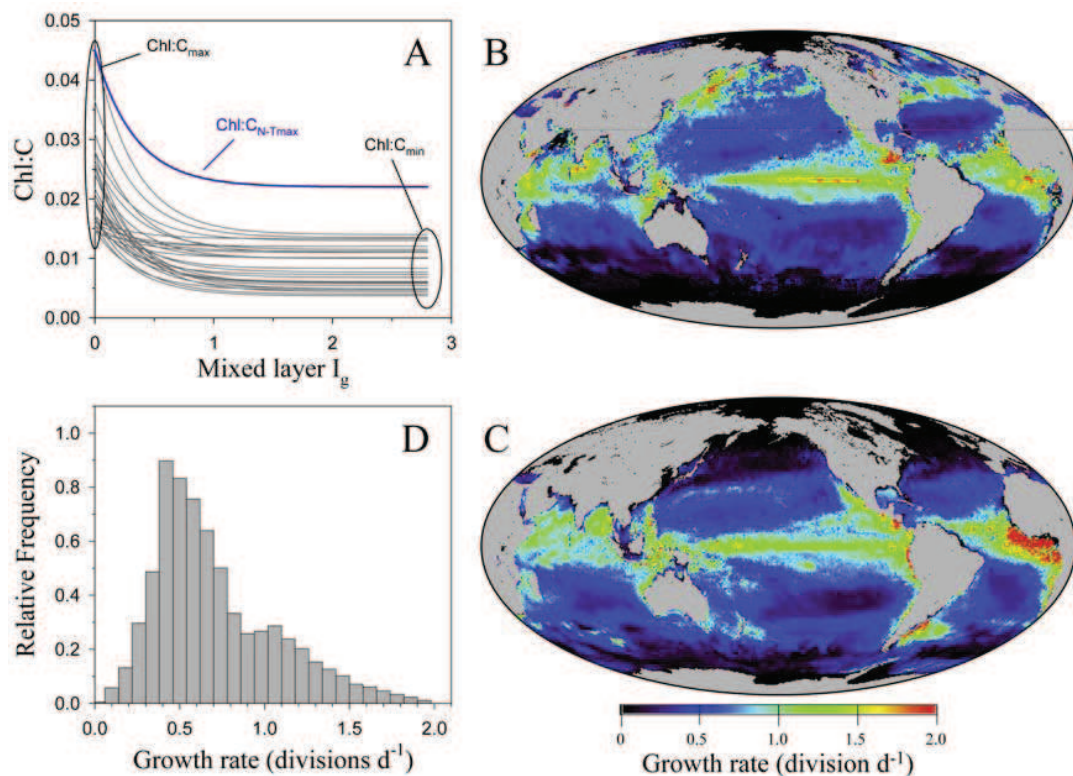 A
0.05
0.04
0.03
0.02
0.01
0.00
Chl:C
Chl:Cmax
Chl:CN-Tmax
Chl:Cmin
0 1 2 3
Mixed layer Ig
B
D
1.0
0.8
0.6
0.4
0.2
0.0
Relative Frequency
0.0 0.5 1.0 1.5 2.0
Growth rate (divisions d-1)
C
0 0.5 1.0 1.5 2.0
Growth rate (division d-1)